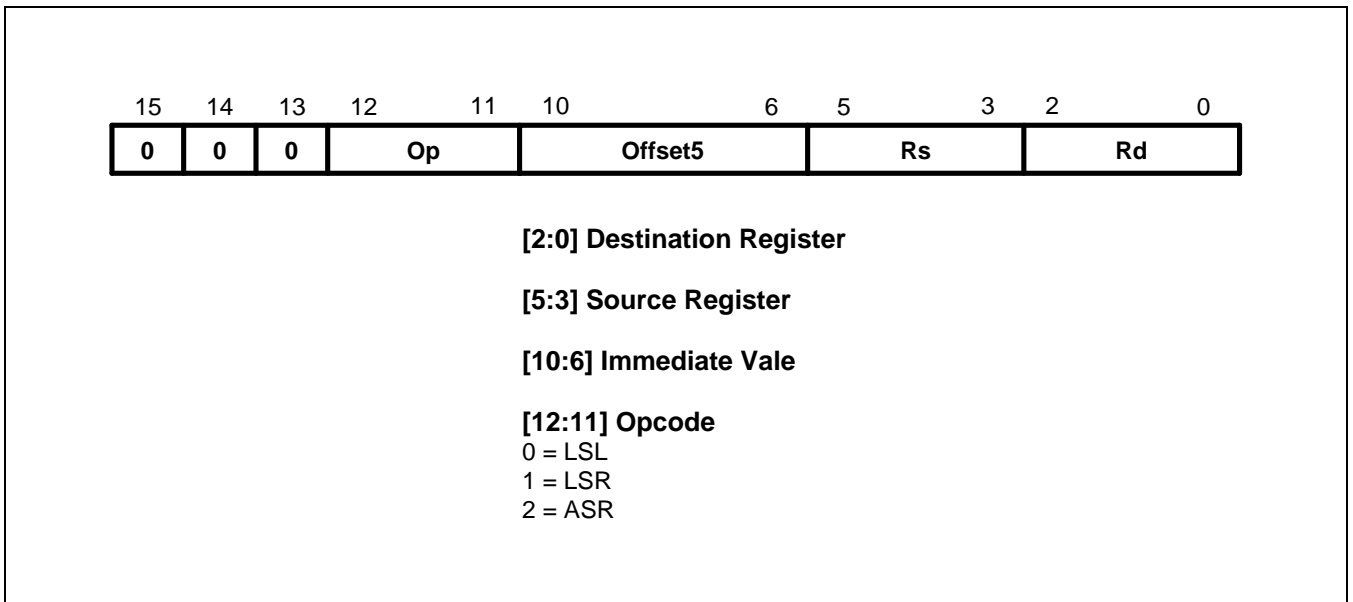 15 14 13 12 11 10 6 5 3 2 0
0 0 0 Op Offset5 Rs Rd
[2:0] Destination Register
[5:3] Source Register
[10:6] Immediate Vale
[12:11] Opcode
0 = LSL
1 = LSR
2 = ASR